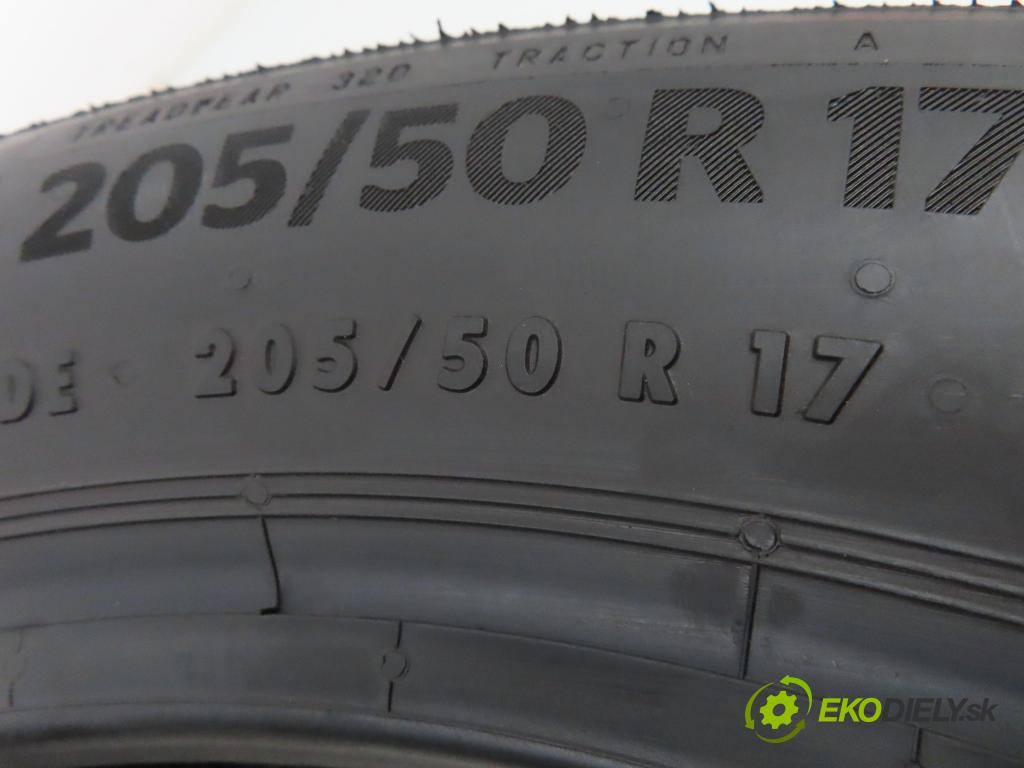 TREADWEAR 320 TRACTION A
205/50 R 17
DE · 205/50 R 17
EKODIELY.sk